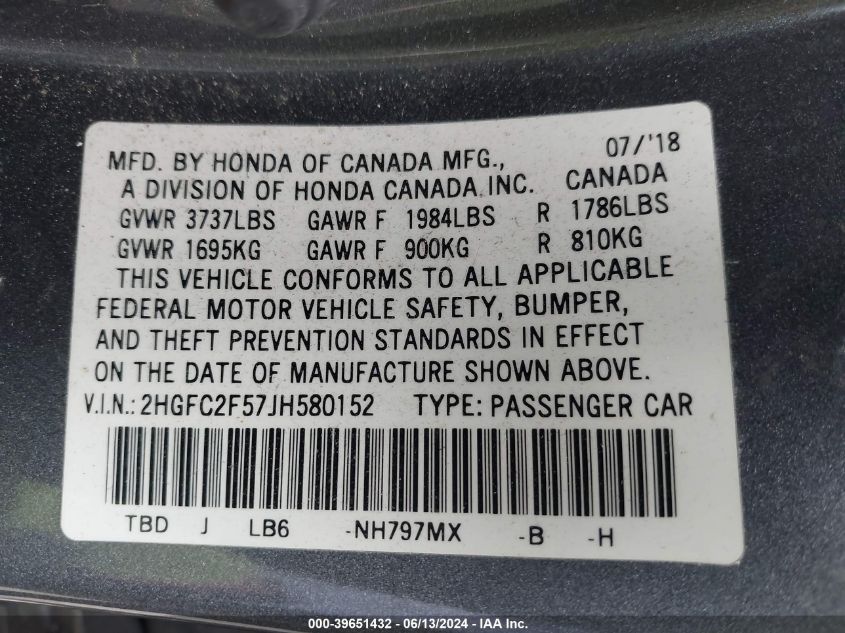 07/'18
MFD. BY HONDA OF CANADA MFG.,
A DIVISION OF HONDA CANADA INC. CANADA
GVWR 3737LBS GAWR F 1984LBS R 1786LBS
GVWR 1695KG GAWR F 900KG R 810KG
THIS VEHICLE CONFORMS TO ALL APPLICABLE
FEDERAL MOTOR VEHICLE SAFETY, BUMPER,
AND THEFT PREVENTION STANDARDS IN EFFECT
ON THE DATE OF MANUFACTURE SHOWN ABOVE.
V.I.N.: 2HGFC2F57JH580152 TYPE: PASSENGER CAR
TBD J LB6 -NH797MX -B -H
000-39651432 - 06/13/2024 - IAA Inc.